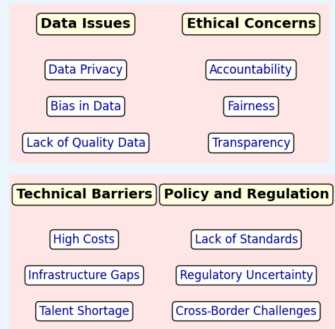 Data Issues
Ethical Concerns
Data Privacy
Accountability
Bias in Data
Fairness
Lack of Quality Data
Transparency
Technical Barriers
Policy and Regulation
High Costs
Lack of Standards
Infrastructure Gaps
Regulatory Uncertainty
Talent Shortage
Cross-Border Challenges